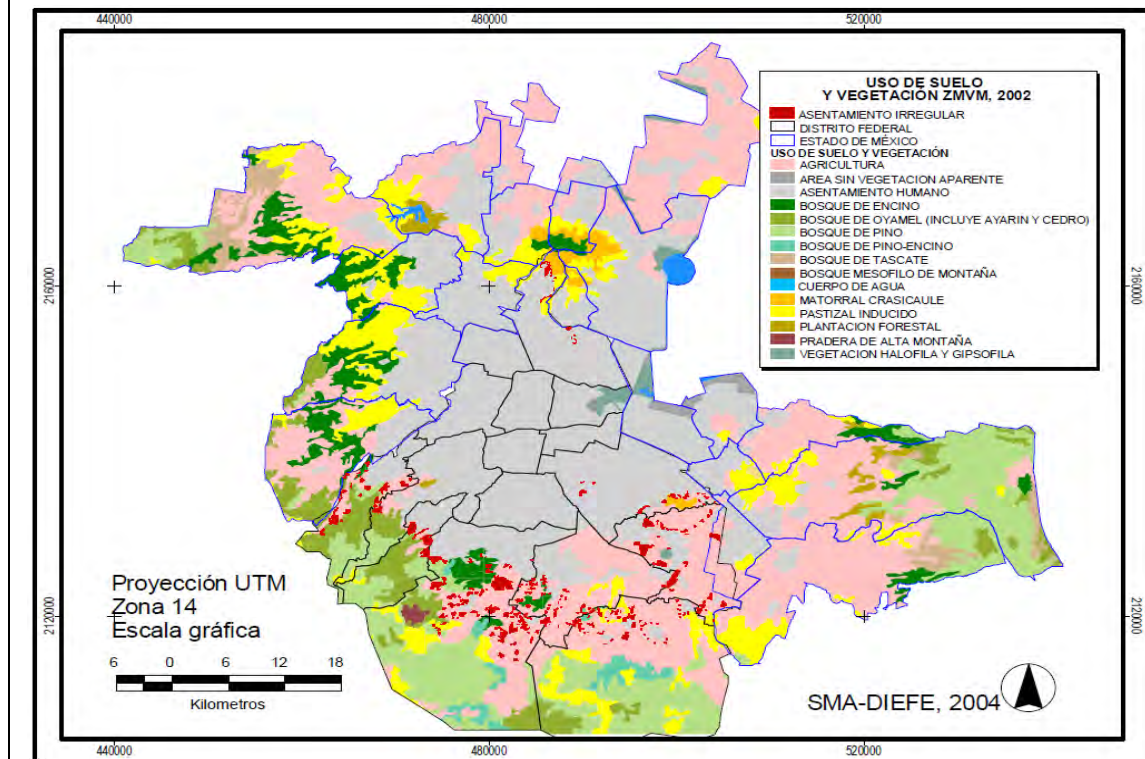 440000 480000 520000
USO DE SUELO
Y VEGETACIÓN ZMVM, 2002
ASENTAMIENTO IRREGULAR
DISTRITO FEDERAL
ESTADO DE MÉXICO
USO DE SUELO Y VEGETACIÓN
AGRICULTURA
AREA SIN VEGETACION APARENTE
ASENTAMIENTO HUMANO
BOSQUE DE ENCINO
BOSQUE DE OYAMEL (INCLUYE AYARIN Y CEDRO)
BOSQUE DE PINO
BOSQUE DE PINO-ENCINO
BOSQUE DE TASCATE
BOSQUE MESOFILO DE MONTAÑA
CUERPO DE AGUA
MATORRAL CRASICAULE
PASTIZAL INDUCIDO
PLANTACION FORESTAL
PRADERA DE ALTA MONTAÑA
VEGETACION HALOFILA Y GIPSOFILA
2160000
2160000
2120000
2120000
Proyección UTM
Zona 14
Escala gráfica
6 0 6 12 18
Kilometros
SMA-DIEFE, 2004
440000 480000 520000